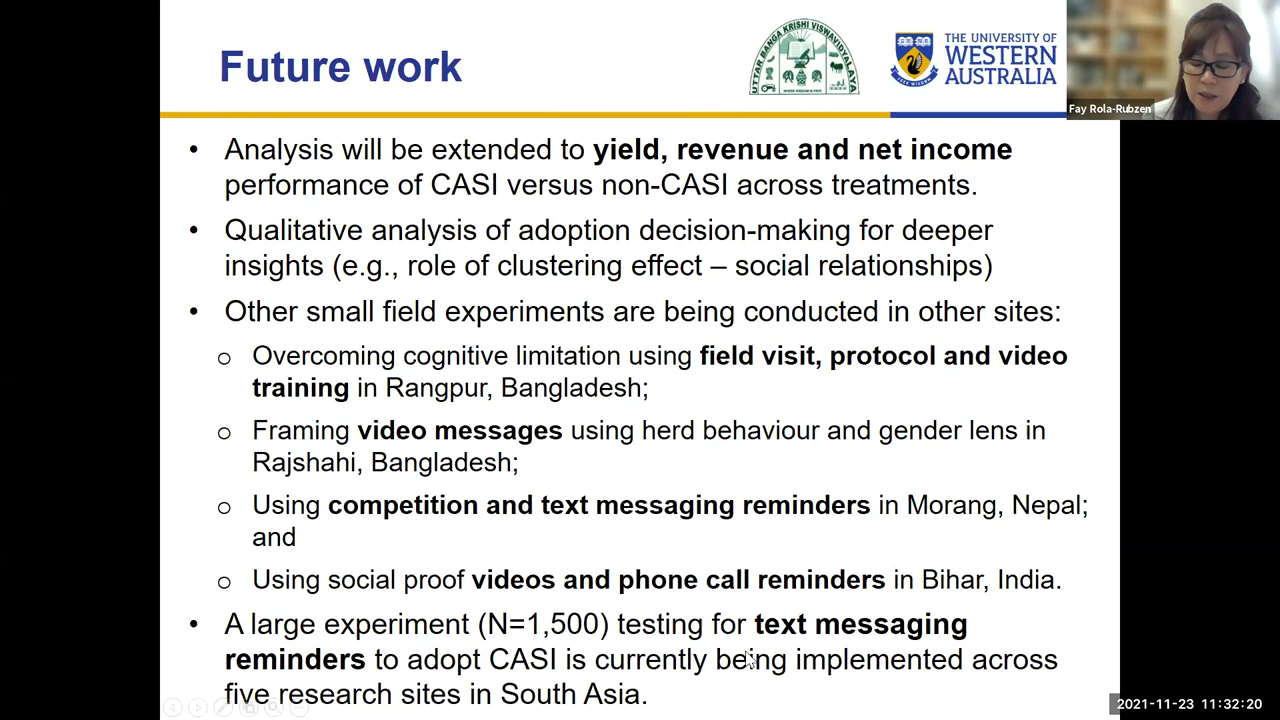 Future work
UTTAR BANGA KRISHI VISWAVIDYALAYA
THE UNIVERSITY OF
WESTERN
AUSTRALIA
Fay Rola-Rubzen
• Analysis will be extended to yield, revenue and net income
performance of CASI versus non-CASI across treatments.
• Qualitative analysis of adoption decision-making for deeper
insights (e.g., role of clustering effect – social relationships)
• Other small field experiments are being conducted in other sites:
o Overcoming cognitive limitation using field visit, protocol and video
training in Rangpur, Bangladesh;
o Framing video messages using herd behaviour and gender lens in
Rajshahi, Bangladesh;
o Using competition and text messaging reminders in Morang, Nepal;
and
o Using social proof videos and phone call reminders in Bihar, India.
• A large experiment (N=1,500) testing for text messaging
reminders to adopt CASI is currently being implemented across
five research sites in South Asia.
2021-11-23 11:32:20